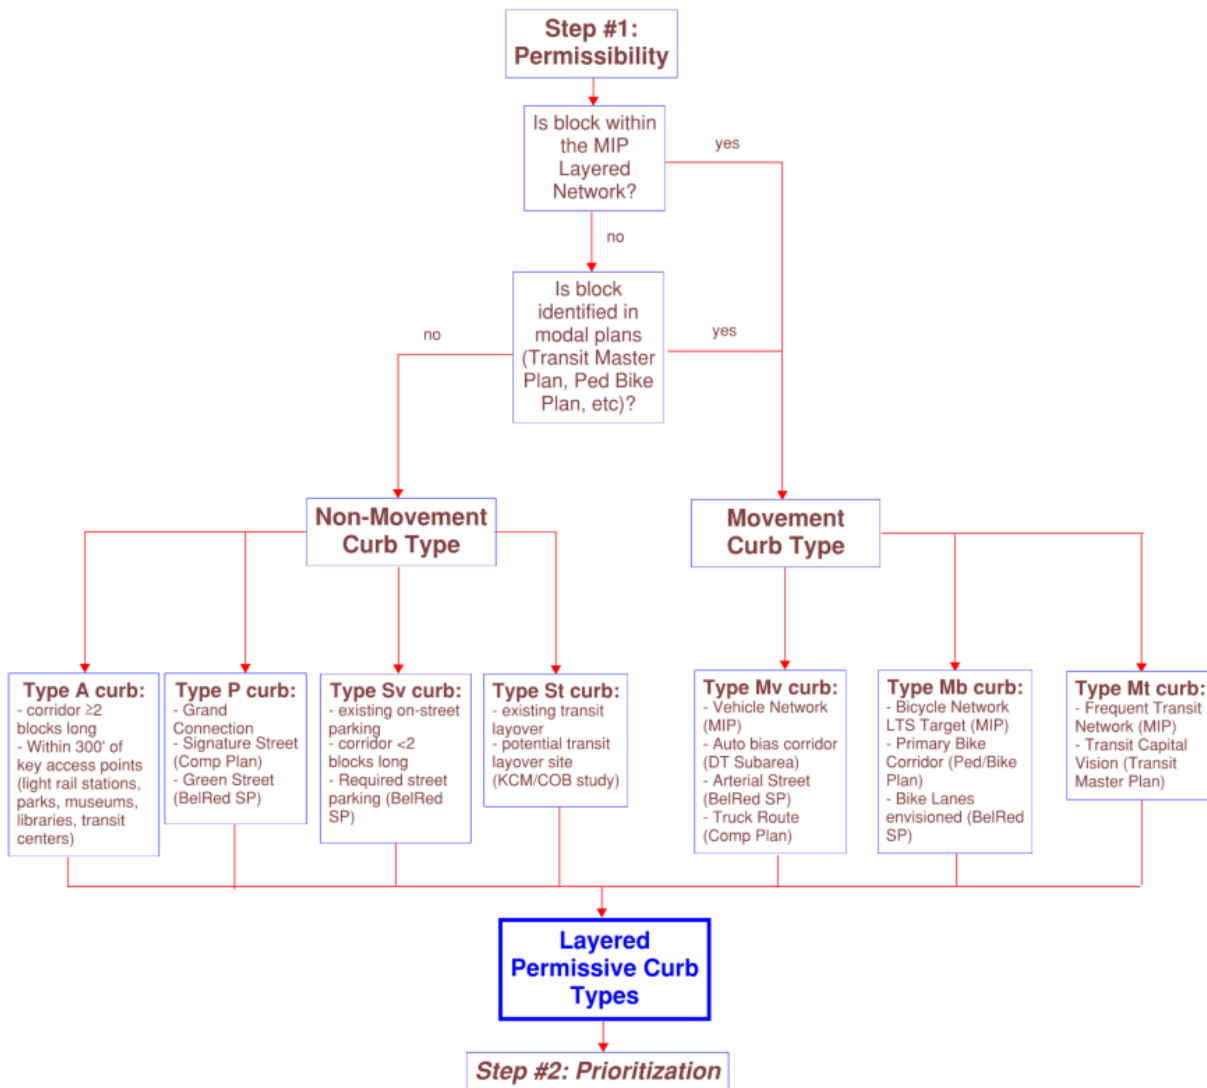 Step #1:
Permissibility
Is block within
the MIP
Layered
Network?
yes
no
Is block
identified in
modal plans
(Transit Master
Plan, Ped Bike
Plan, etc)?
no
yes
Non-Movement
Curb Type
Movement
Curb Type
Type A curb:
- corridor ≥2
blocks long
- Within 300' of
key access points
(light rail stations,
parks, museums,
libraries, transit
centers)
Type P curb:
- Grand
Connection
- Signature Street
(Comp Plan)
- Green Street
(BelRed SP)
Type Sv curb:
- existing on-street
parking
- corridor <2
blocks long
- Required street
parking (BelRed
SP)
Type St curb:
- existing transit
layover
- potential transit
layover site
(KCM/COB study)
Type Mv curb:
- Vehicle Network
(MIP)
- Auto bias corridor
(DT Subarea)
- Arterial Street
(BelRed SP)
- Truck Route
(Comp Plan)
Type Mb curb:
- Bicycle Network
LTS Target (MIP)
- Primary Bike
Corridor (Ped/Bike
Plan)
- Bike Lanes
envisioned (BelRed
SP)
Type Mt curb:
- Frequent Transit
Network (MIP)
- Transit Capital
Vision (Transit
Master Plan)
Layered
Permissive Curb
Types
Step #2: Prioritization